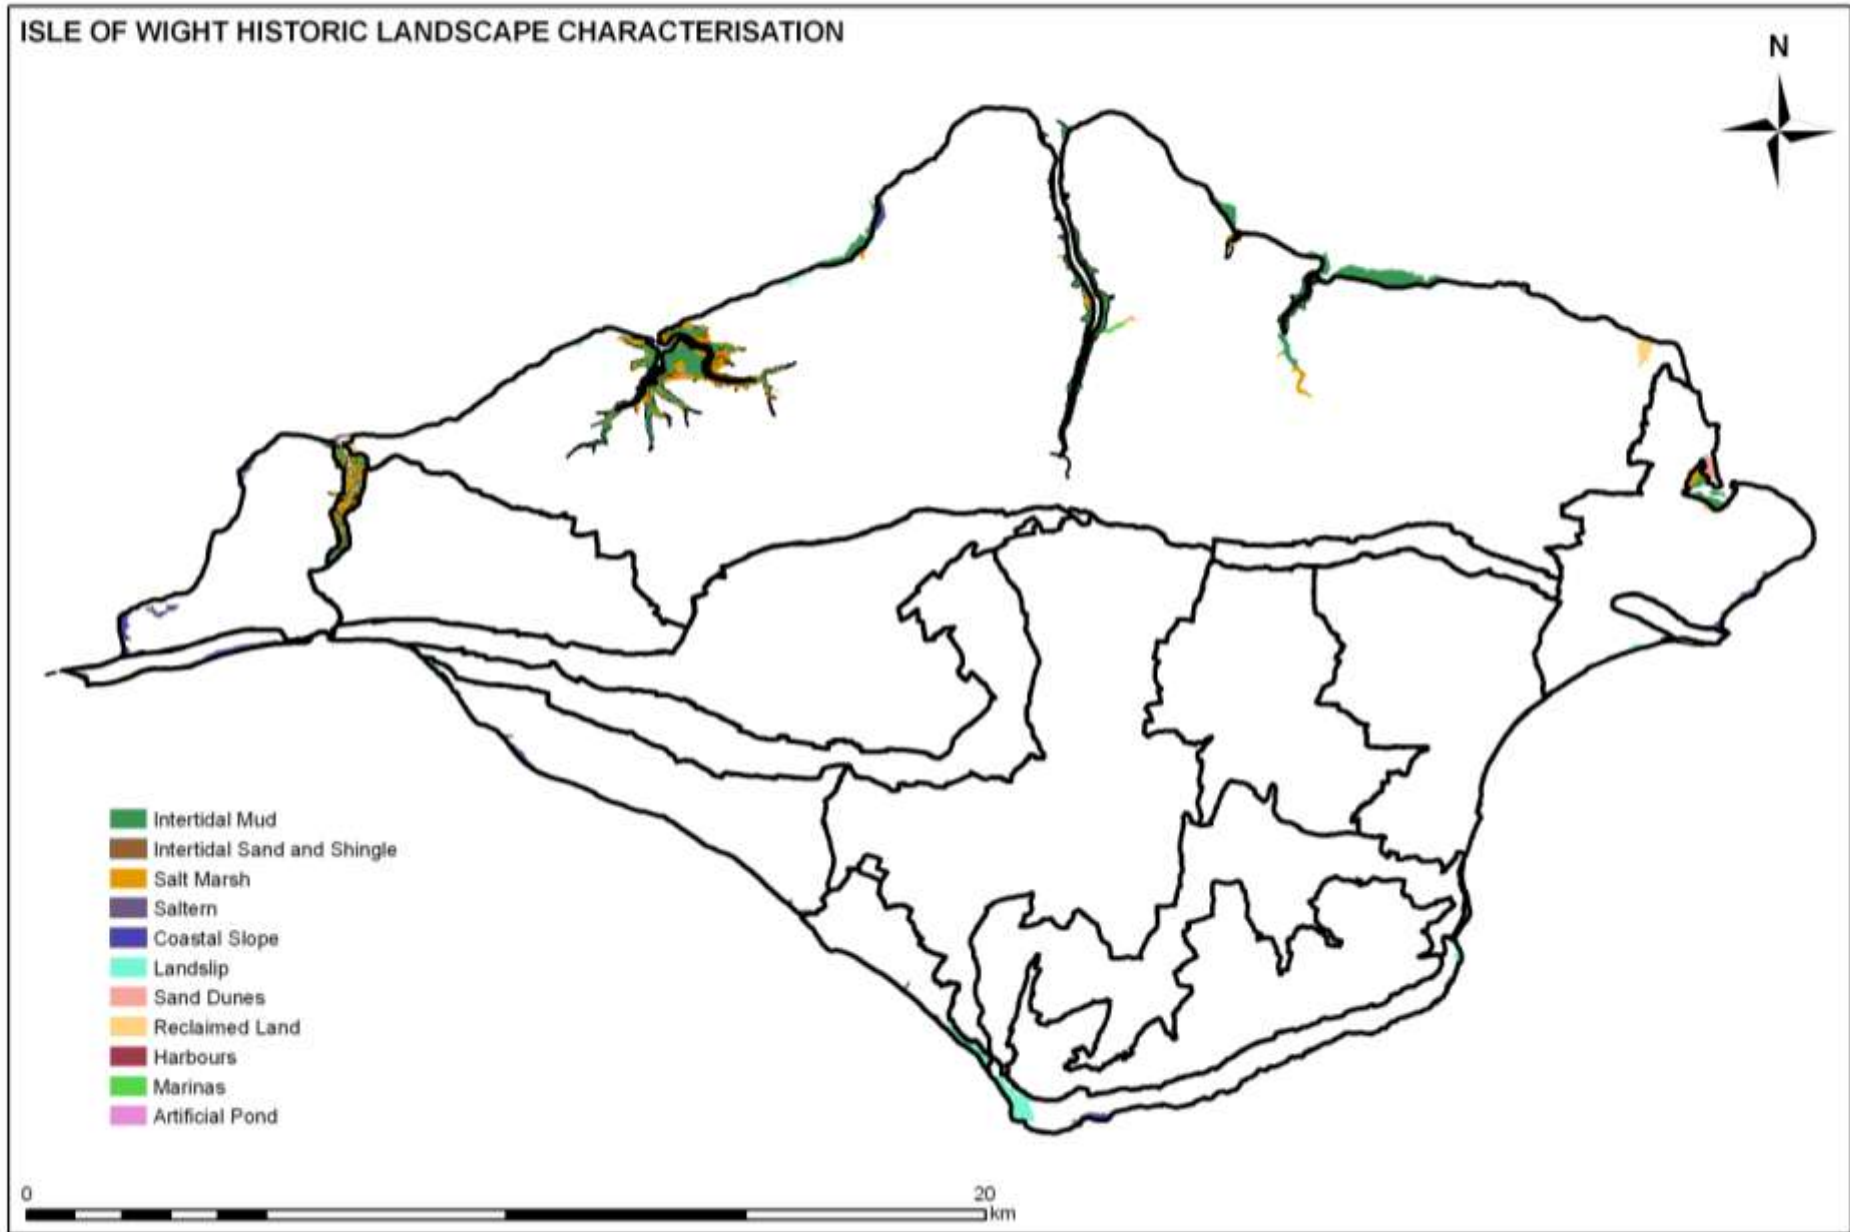 ISLE OF WIGHT HISTORIC LANDSCAPE CHARACTERISATION
N
Intertidal Mud
Intertidal Sand and Shingle
Salt Marsh
Saltern
Coastal Slope
Landslip
Sand Dunes
Reclaimed Land
Harbours
Marinas
Artificial Pond
0 20
km